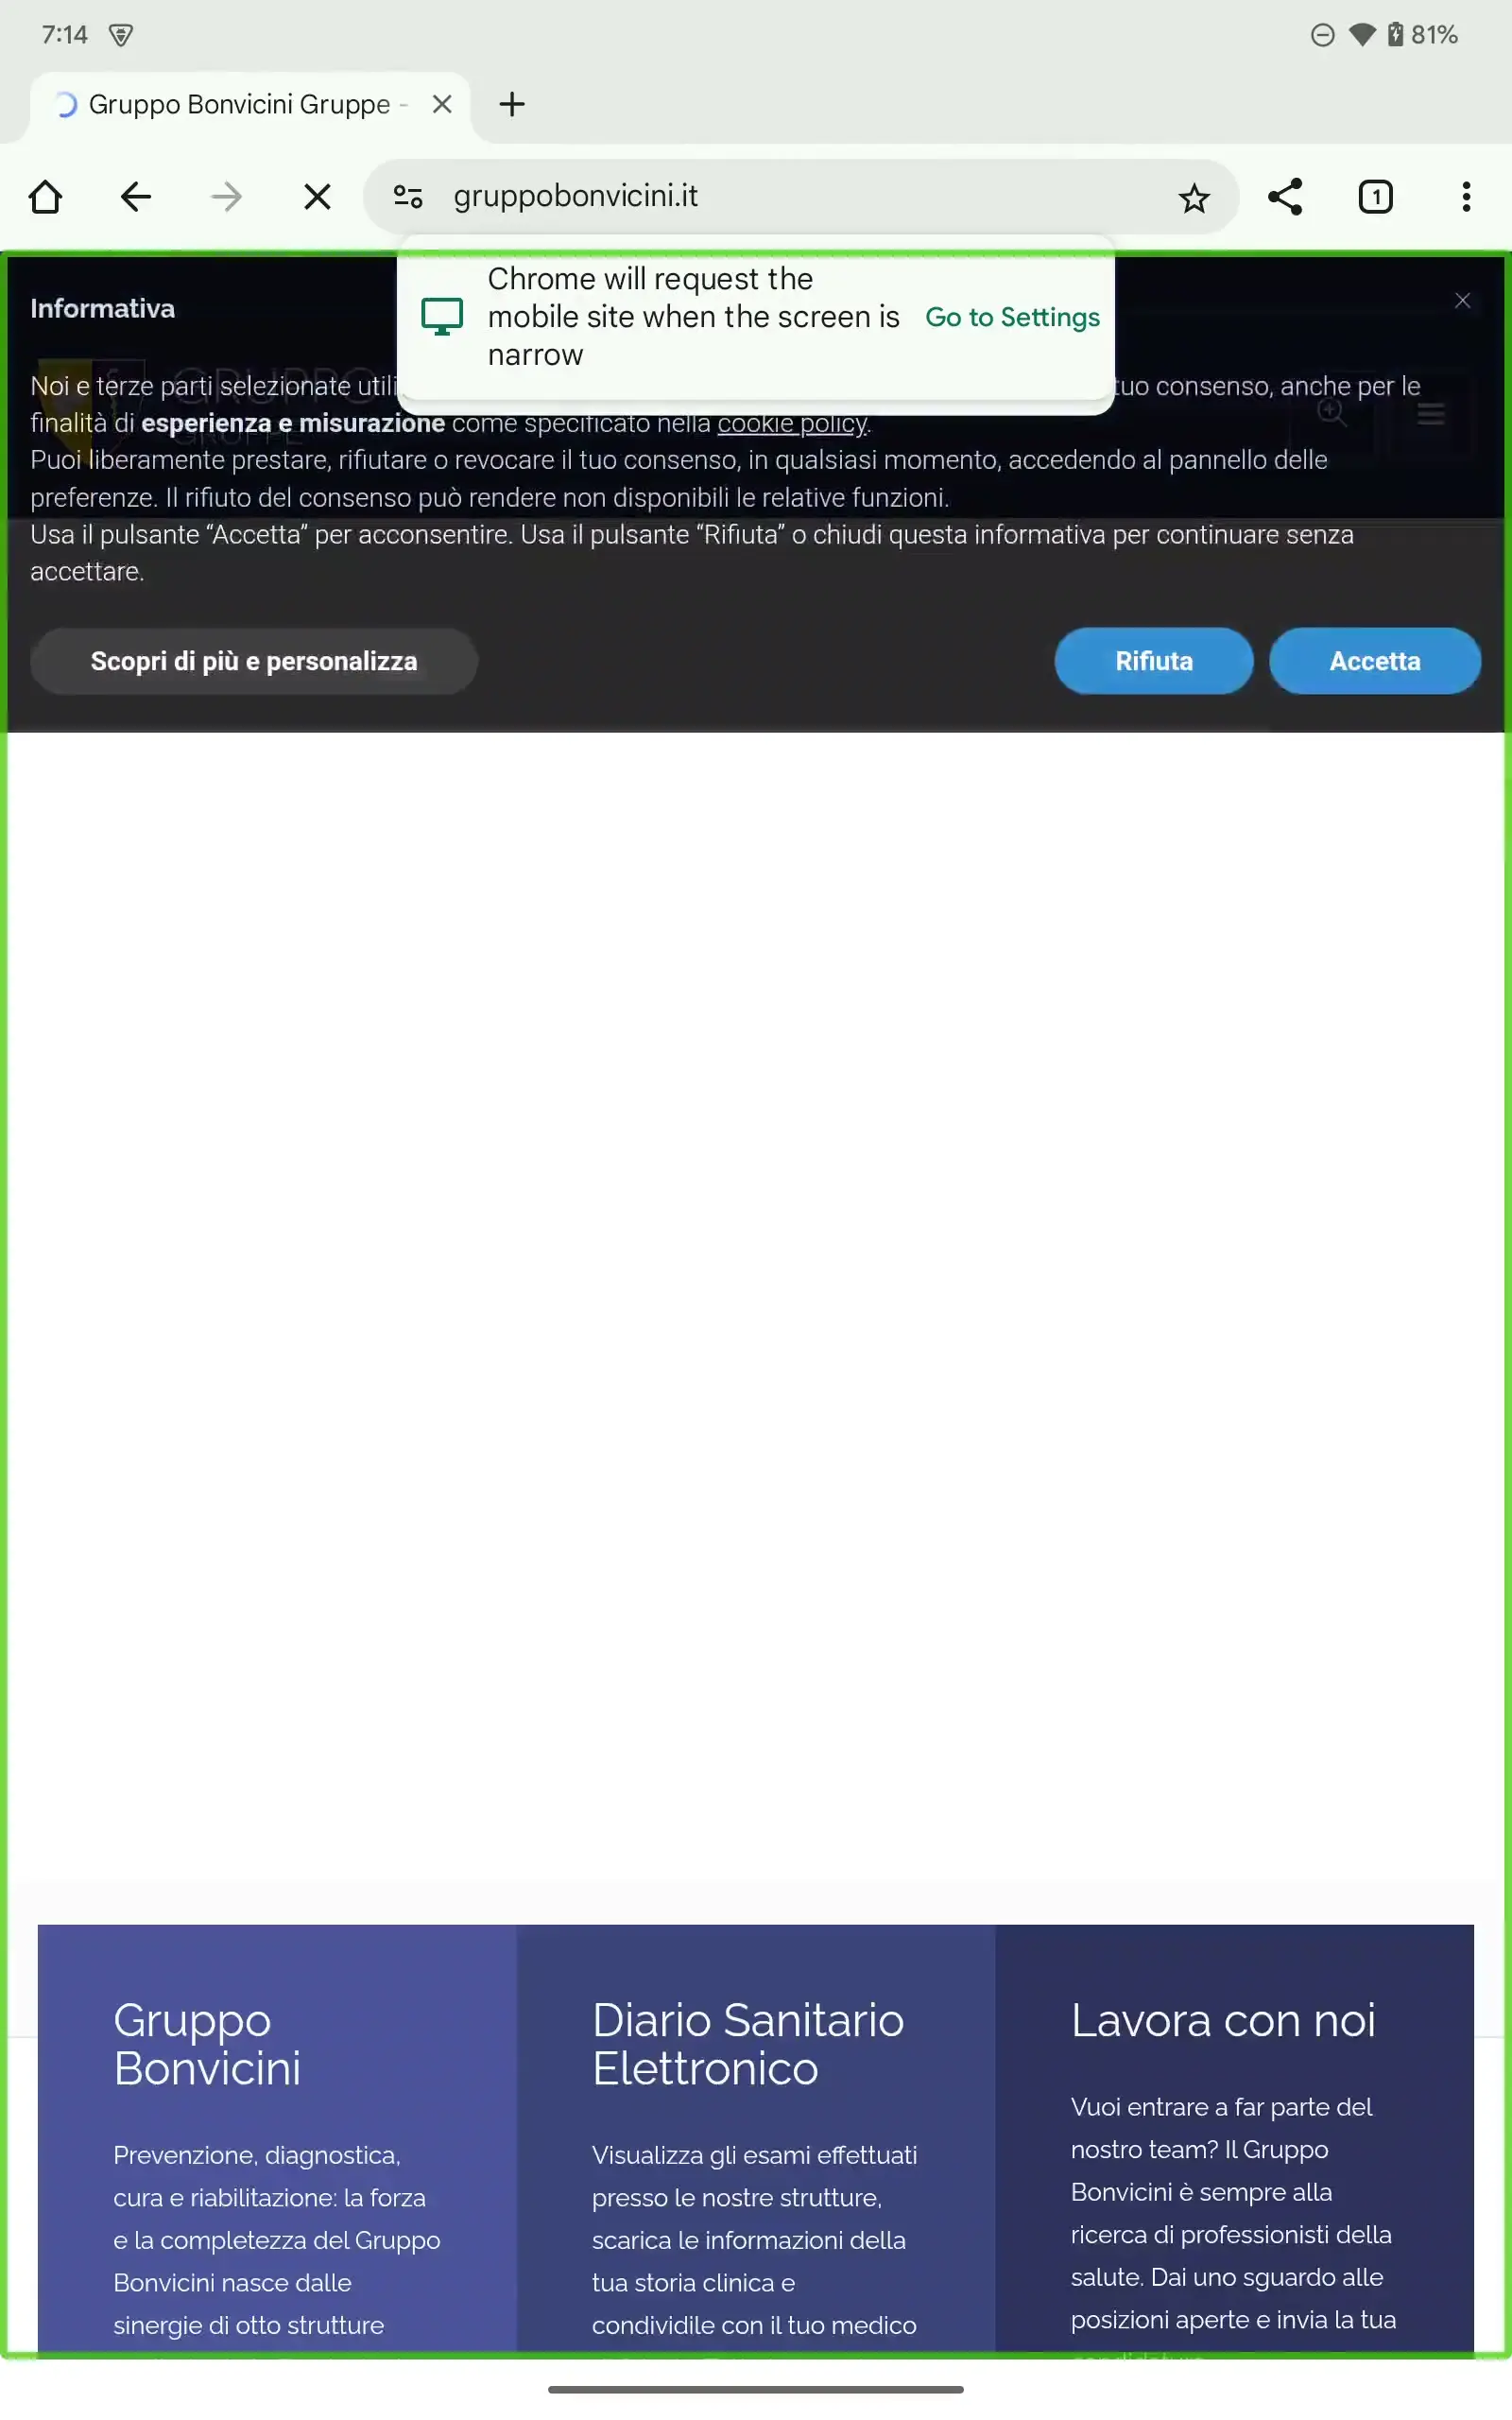 7:14
81%
Gruppo Bonvicini Gruppe -
gruppobonvicini.it
1
Chrome will request the
mobile site when the screen is
narrow
Go to Settings
Informativa
GRUPPO
GRUPPE
Noi e terze parti selezionate utili
tuo consenso, anche per le
finalità di esperienza e misurazione come specificato nella cookie policy.
Puoi liberamente prestare, rifiutare o revocare il tuo consenso, in qualsiasi momento, accedendo al pannello delle
preferenze. Il rifiuto del consenso può rendere non disponibili le relative funzioni.
Usa il pulsante “Accetta” per acconsentire. Usa il pulsante “Rifiuta” o chiudi questa informativa per continuare senza
accettare.
Scopri di più e personalizza
Rifiuta
Accetta
Gruppo
Bonvicini
Prevenzione, diagnostica,
cura e riabilitazione: la forza
e la completezza del Gruppo
Bonvicini nasce dalle
sinergie di otto strutture
Diario Sanitario
Elettronico
Visualizza gli esami effettuati
presso le nostre strutture,
scarica le informazioni della
tua storia clinica e
condividile con il tuo medico
Lavora con noi
Vuoi entrare a far parte del
nostro team? Il Gruppo
Bonvicini è sempre alla
ricerca di professionisti della
salute. Dai uno sguardo alle
posizioni aperte e invia la tua